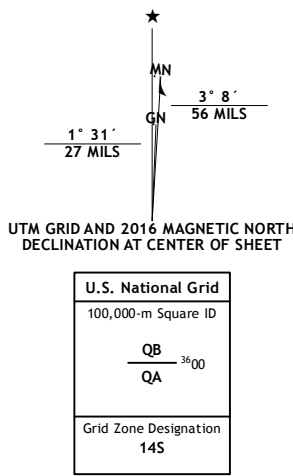 ★
MN
GN
3° 8´
56 MILS
1° 31´
27 MILS
UTM GRID AND 2016 MAGNETIC NORTH
DECLINATION AT CENTER OF SHEET
U.S. National Grid
100,000-m Square ID
QB
3600
QA
Grid Zone Designation
14S